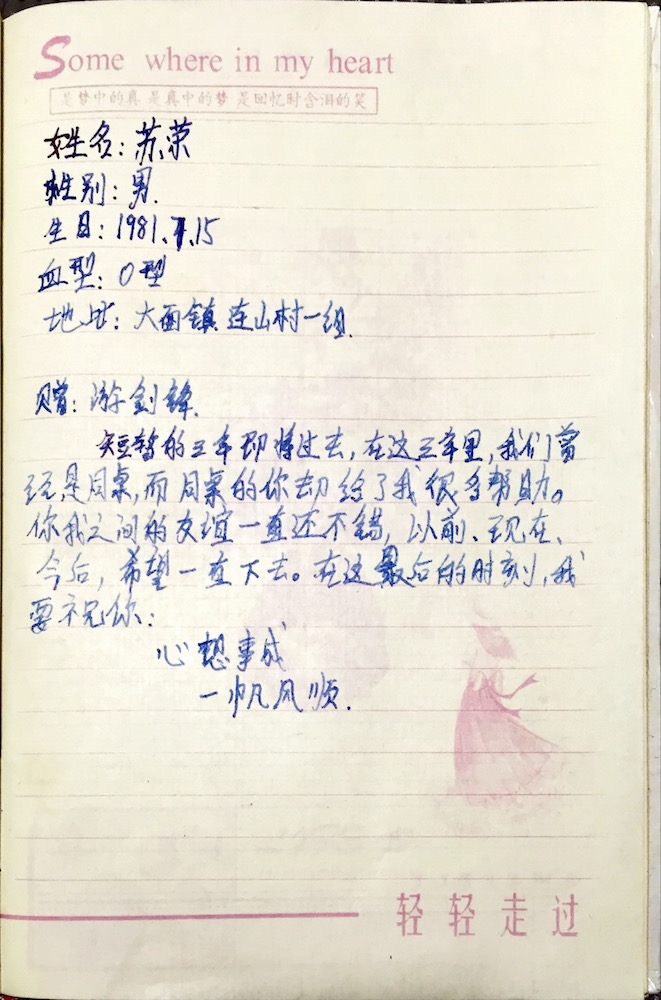 Some where in my heart
是梦中的真 是真中的梦 是回忆时含泪的笑
姓名：苏荣
性别：男.
生日：1981.7.15
血型：O型
地址：大面镇连山村一组.
赠：游剑锋.
短暂的三年即将过去，在这三年里，我们曾
经是同桌，而同桌的你却给了我很多帮助。
你我之间的友谊一直还不错，以前、现在、
今后，希望一直下去。在这最后的时刻，我
要祝你：
心想事成
一帆风顺.
轻轻走过